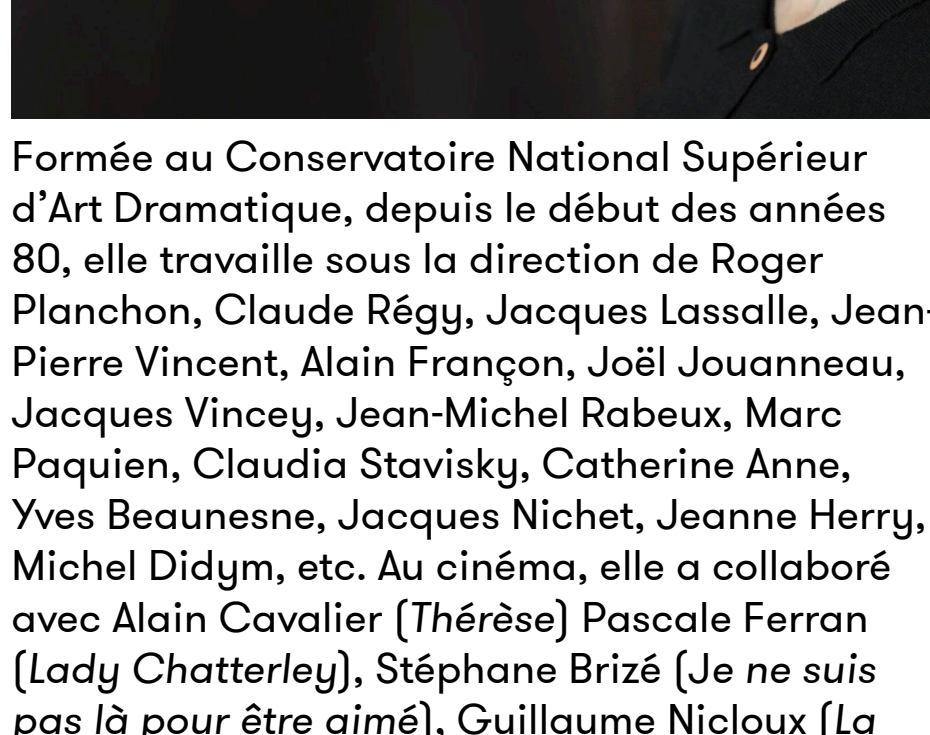 Formée au Conservatoire National Supérieur
d’Art Dramatique, depuis le début des années
80, elle travaille sous la direction de Roger
Planchon, Claude Régy, Jacques Lassalle, Jean-
Pierre Vincent, Alain Françon, Joël Jouanneau,
Jacques Vincey, Jean-Michel Rabeux, Marc
Paquien, Claudia Stavisky, Catherine Anne,
Yves Beaunesne, Jacques Nichet, Jeanne Herry,
Michel Didym, etc. Au cinéma, elle a collaboré
avec Alain Cavalier (Thérèse) Pascale Ferran
(Lady Chatterley), Stéphane Brizé (Je ne suis
pas là pour être aimé), Guillaume Nicloux (La